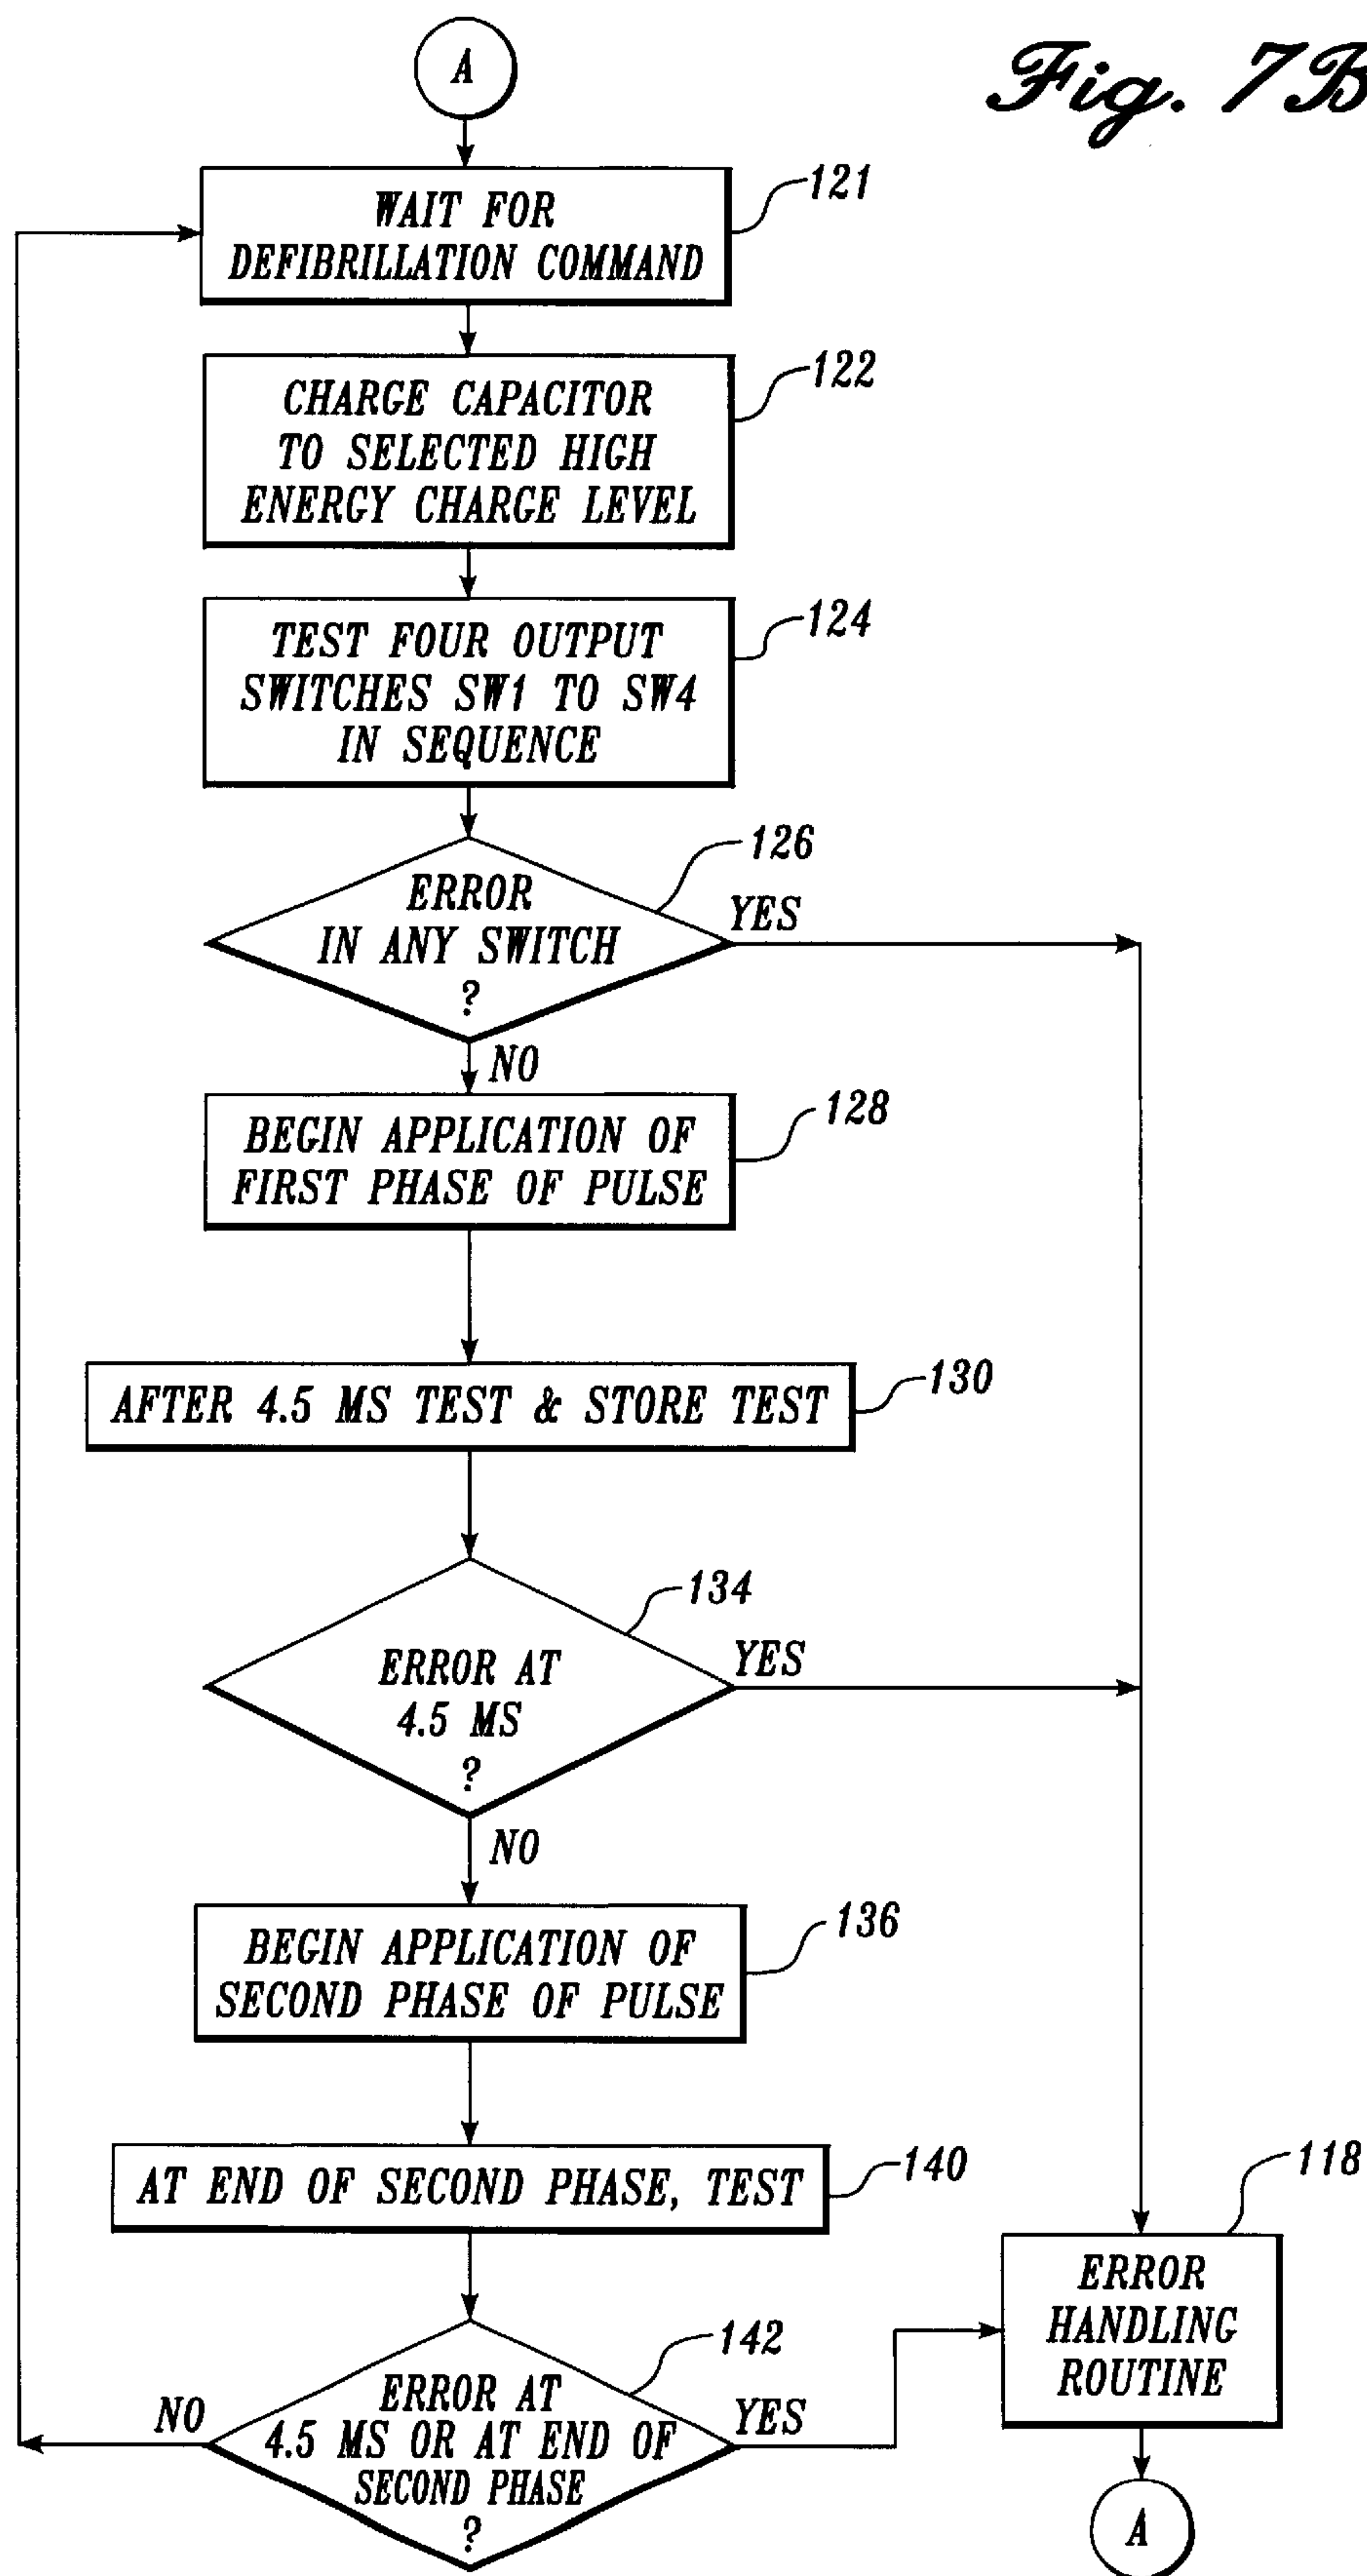 Fig. 7B
A
WAIT FOR
DEFIBRILLATION COMMAND
121
CHARGE CAPACITOR
TO SELECTED HIGH
ENERGY CHARGE LEVEL
122
TEST FOUR OUTPUT
SWITCHES SW1 TO SW4
IN SEQUENCE
124
ERROR
IN ANY SWITCH
?
126
YES
NO
BEGIN APPLICATION OF
FIRST PHASE OF PULSE
128
AFTER 4.5 MS TEST & STORE TEST
130
ERROR AT
4.5 MS
?
134
YES
NO
BEGIN APPLICATION OF
SECOND PHASE OF PULSE
136
AT END OF SECOND PHASE, TEST
140
ERROR AT
4.5 MS OR AT END OF
SECOND PHASE
?
142
NO
YES
ERROR
HANDLING
ROUTINE
118
A